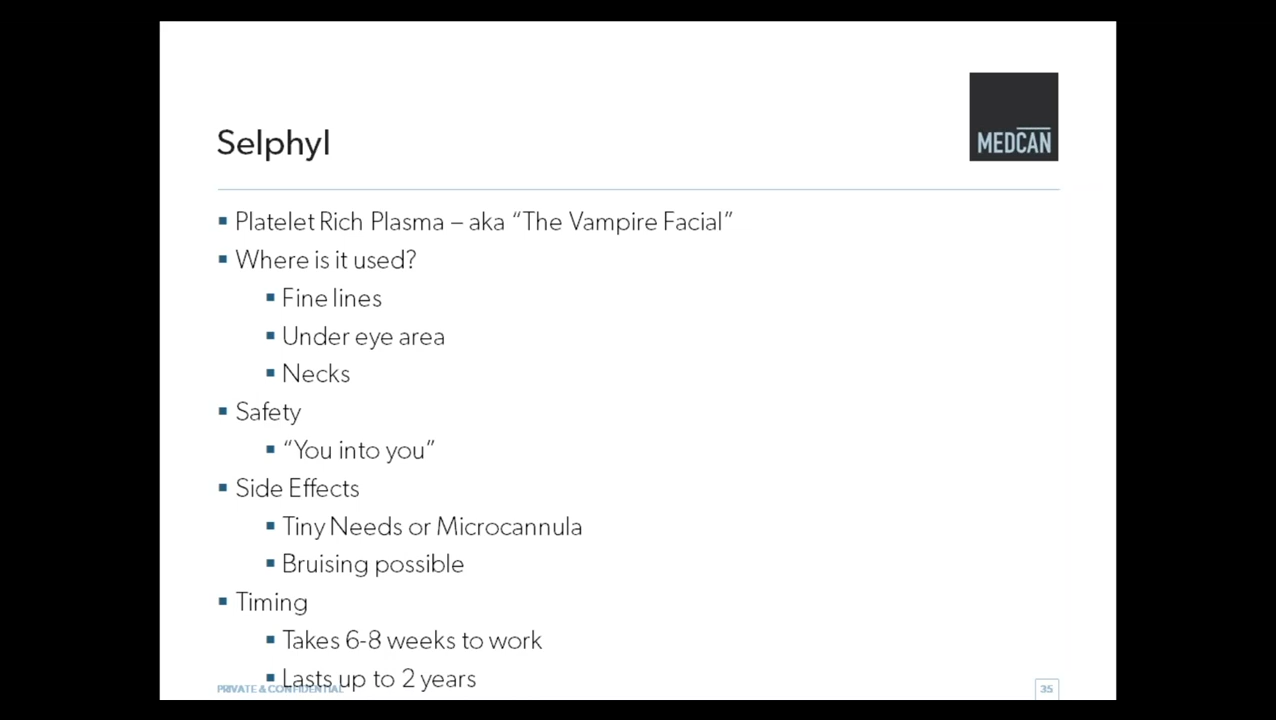 MEDCAN
Selphyl
▪ Platelet Rich Plasma – aka “The Vampire Facial”
▪ Where is it used?
▪ Fine lines
▪ Under eye area
▪ Necks
▪ Safety
▪ “You into you”
▪ Side Effects
▪ Tiny Needs or Microcannula
▪ Bruising possible
▪ Timing
▪ Takes 6-8 weeks to work
▪ Lasts up to 2 years
PRIVATE & CONFIDENTIAL
35